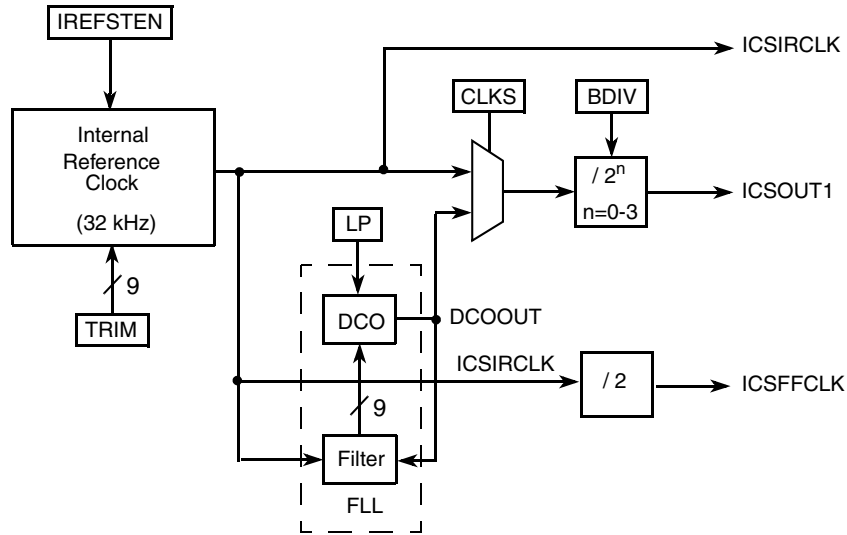 IREFSTEN
ICSIRCLK
CLKS
BDIV
Internal
Reference
Clock
(32 kHz)
/ 2ⁿ
n=0-3
ICSOUT1
LP
9
TRIM
DCO
DCOOUT
ICSIRCLK
/ 2
ICSFFCLK
9
Filter
FLL